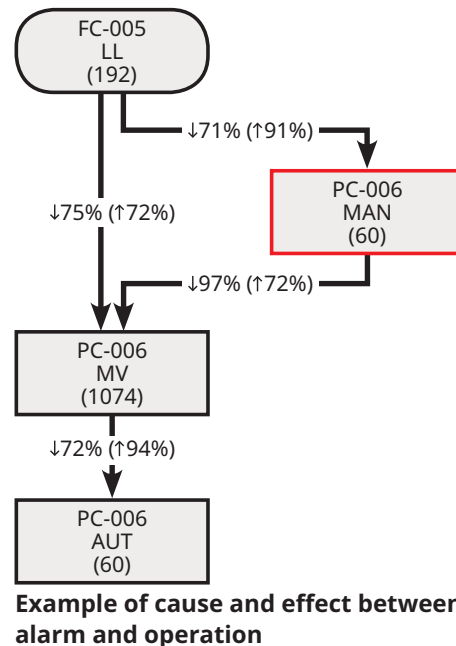 FC-005
LL
(192)
↓71% (↑91%)
PC-006
MAN
(60)
↓75% (↑72%)
↓97% (↑72%)
PC-006
MV
(1074)
↓72% (↑94%)
PC-006
AUT
(60)
Example of cause and effect between
alarm and operation